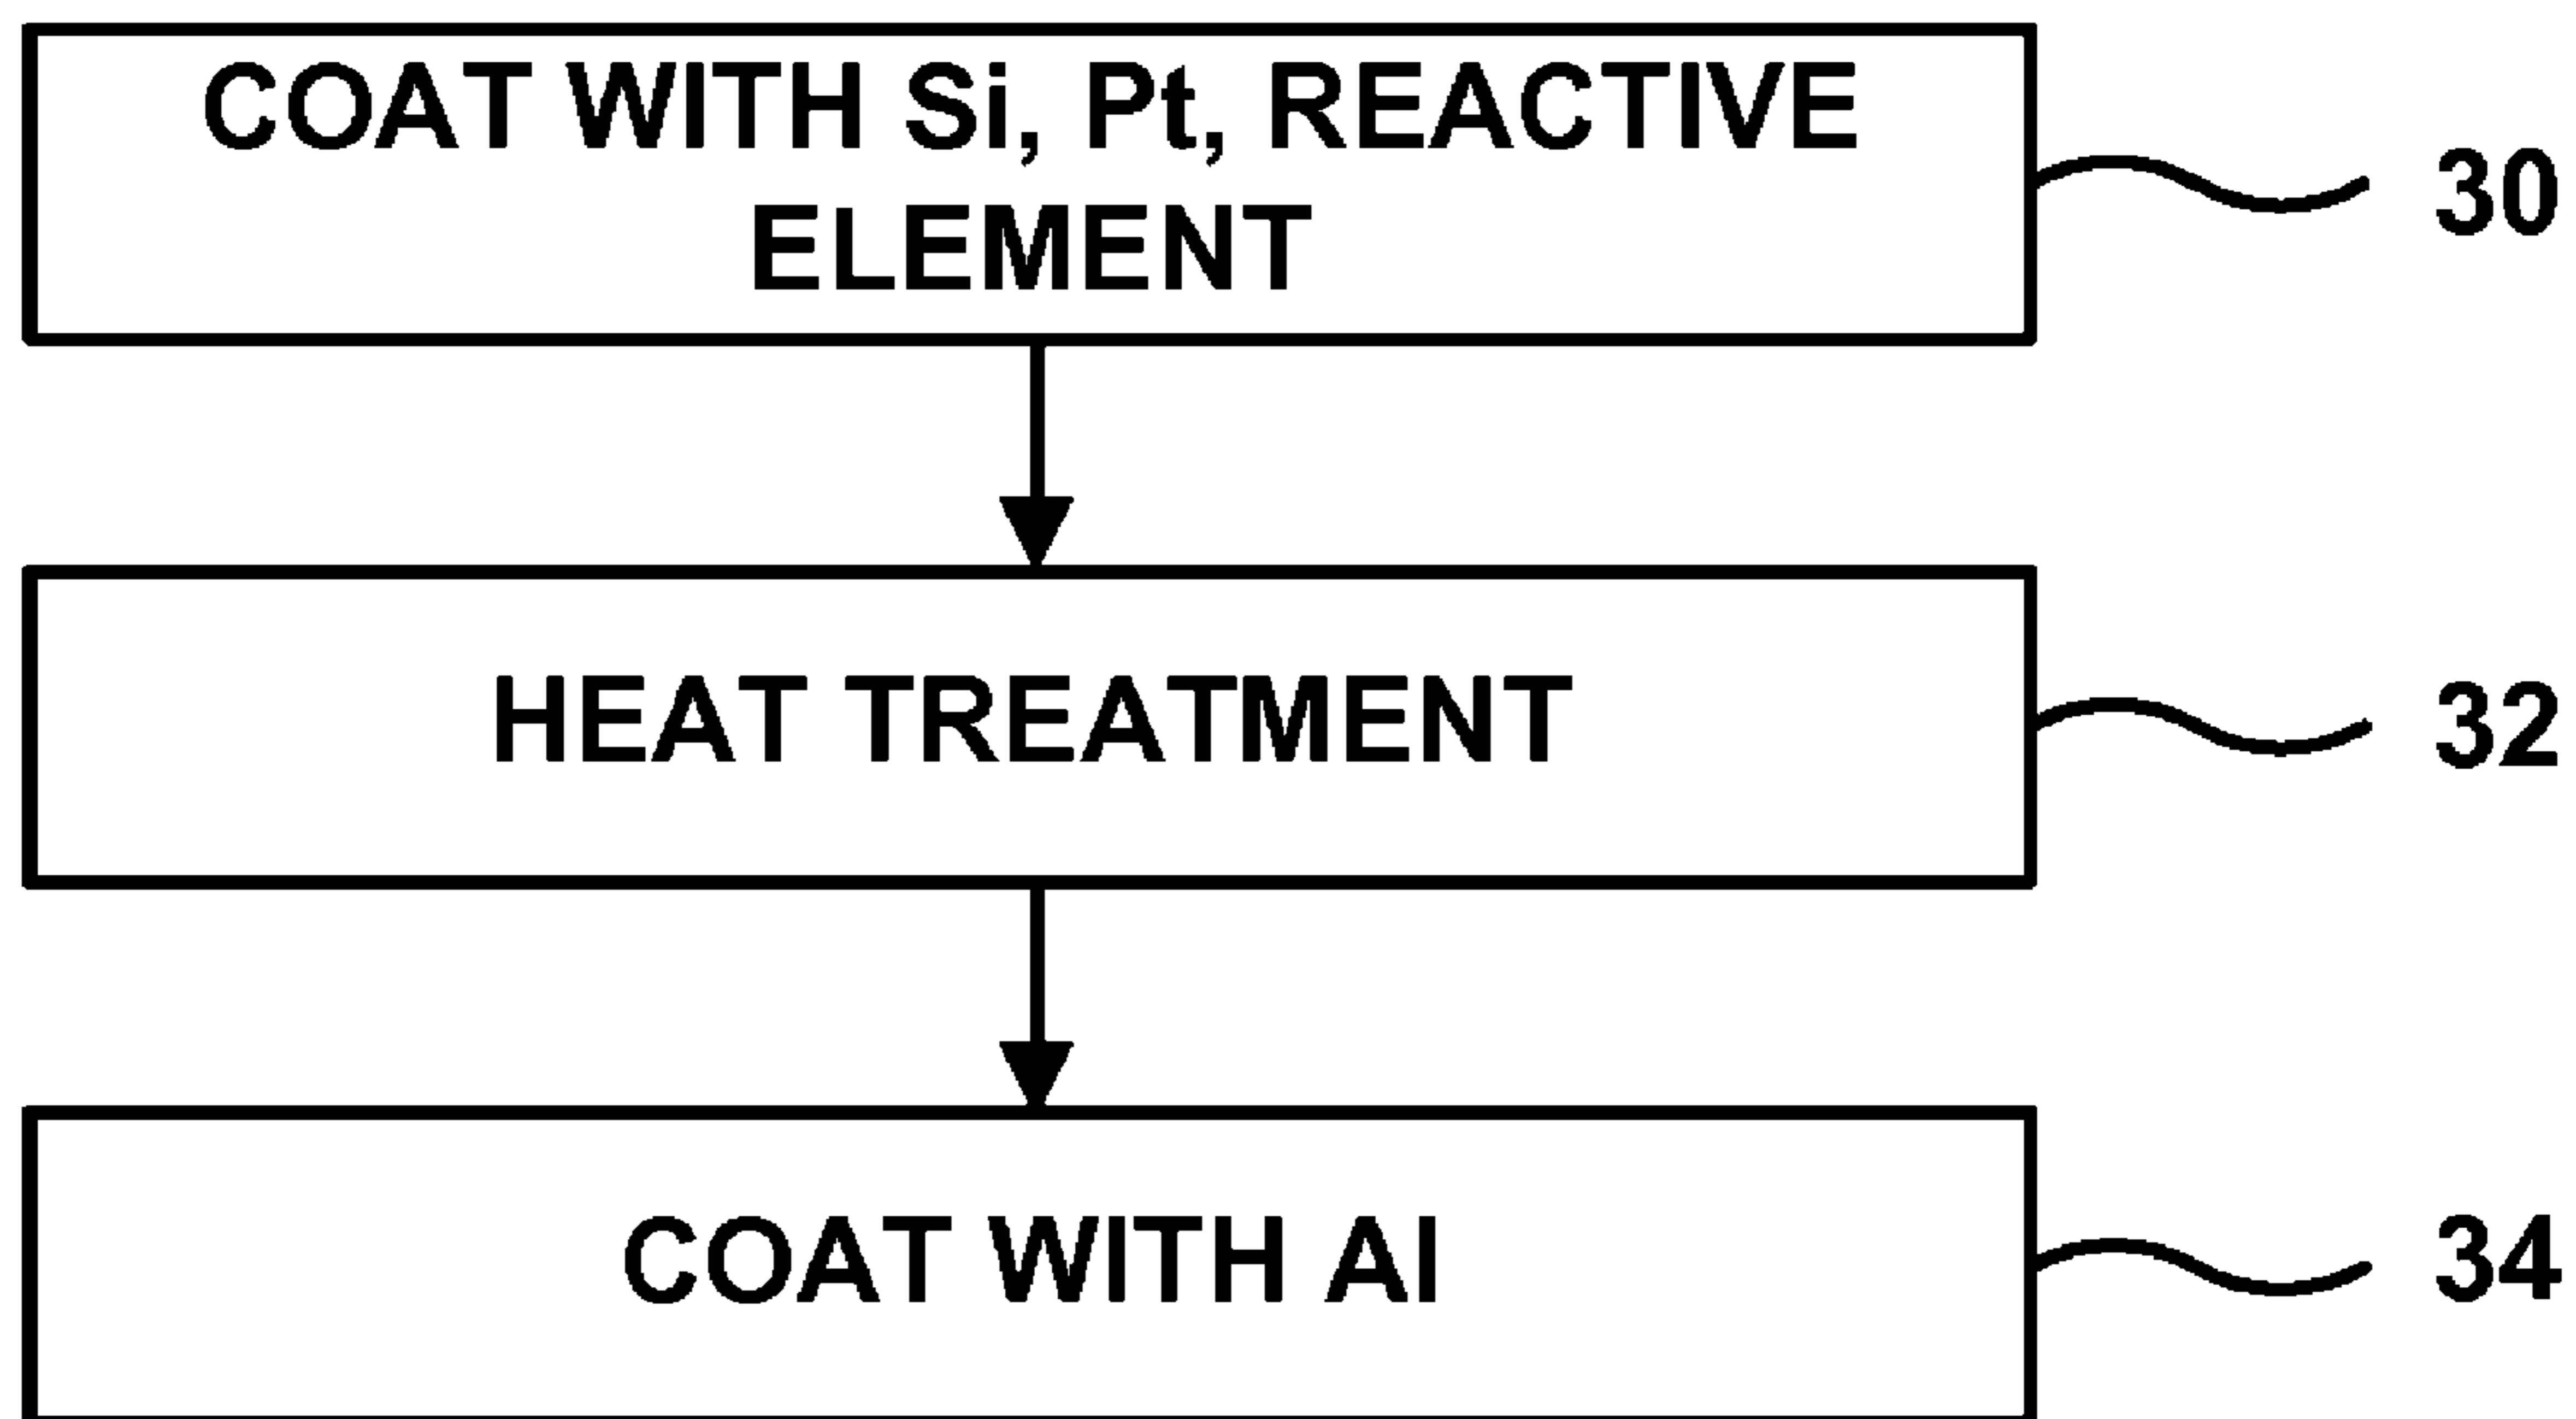 COAT WITH Si, Pt, REACTIVE
ELEMENT
30
HEAT TREATMENT
32
COAT WITH Al
34